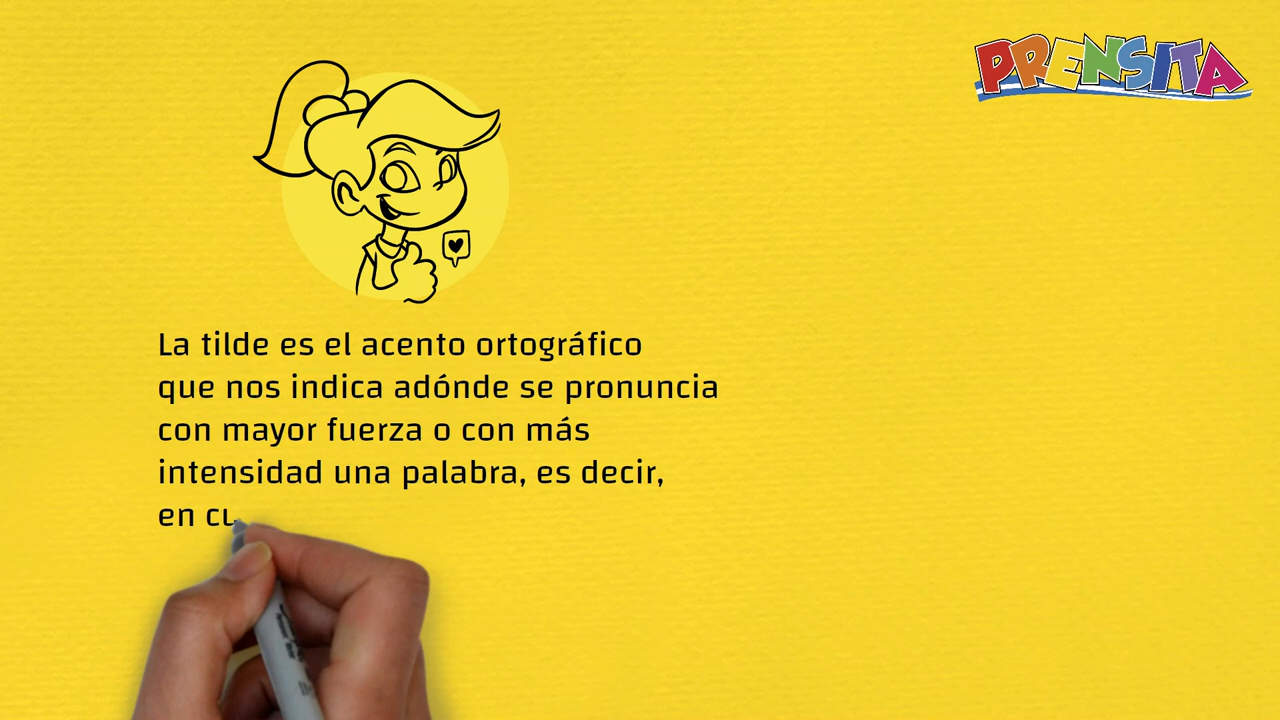 PRENSITA
La tilde es el acento ortográfico
que nos indica adónde se pronuncia
con mayor fuerza o con más
intensidad una palabra, es decir,
en